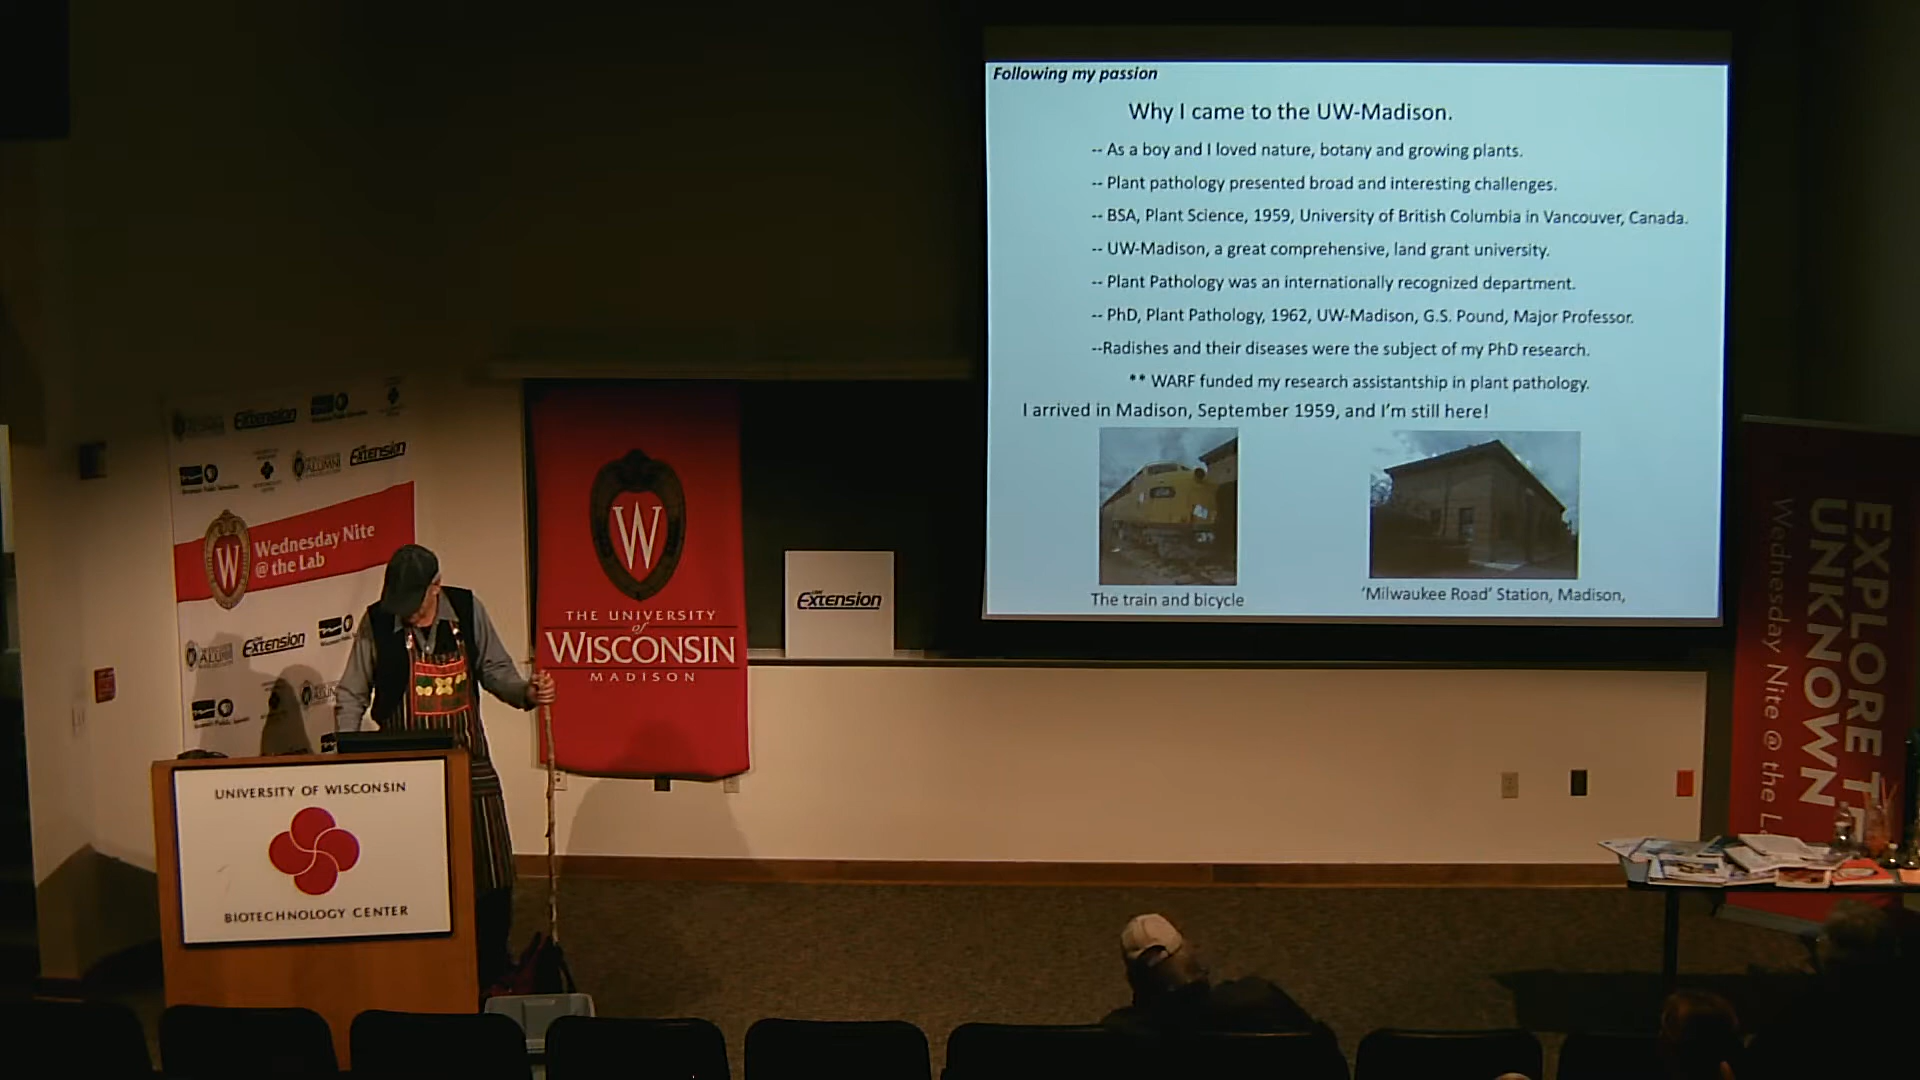 Following my passion
Why I came to the UW-Madison.
-- As a boy and I loved nature, botany and growing plants.
-- Plant pathology presented broad and interesting challenges.
-- BSA, Plant Science, 1959, University of British Columbia in Vancouver, Canada.
-- UW-Madison, a great comprehensive, land grant university.
-- Plant Pathology was an internationally recognized department.
-- PhD, Plant Pathology, 1962, UW-Madison, G.S. Pound, Major Professor.
--Radishes and their diseases were the subject of my PhD research.
** WARF funded my research assistantship in plant pathology.
I arrived in Madison, September 1959, and I'm still here!
The train and bicycle
'Milwaukee Road' Station, Madison,
Extension
ALUMNI
Extension
W
Wednesday Nite
@ the Lab
ALUMNI
Extension
W
THE UNIVERSITY
of
WISCONSIN
MADISON
Extension
UNIVERSITY OF WISCONSIN
BIOTECHNOLOGY CENTER
EXPLORE
UNKNOWN
Wednesday Nite @ the